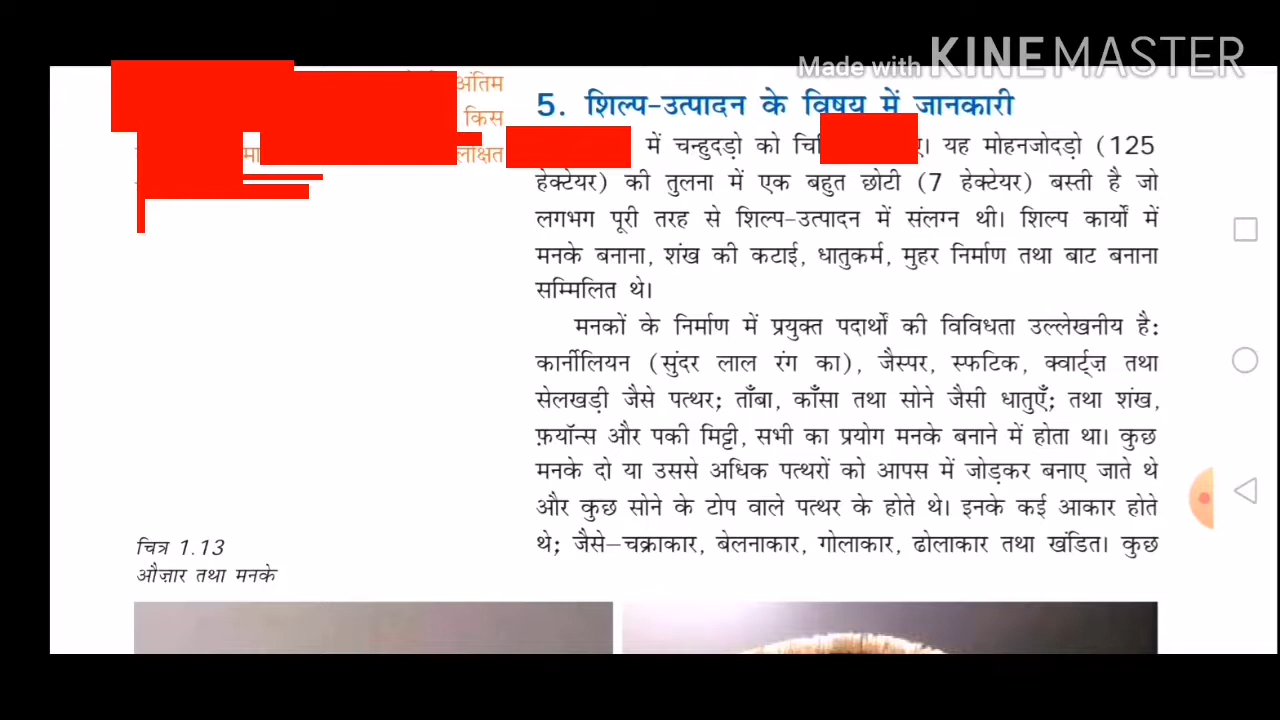 Made with KINEMASTER
अंतिम
किस
5. शिल्प-उत्पादन के विषय में जानकारी
में चन्हुदड़ो को यह मोहनजोदड़ो (125
हेक्टेयर) की तुलना में एक बहुत छोटी (7 हेक्टेयर) बस्ती है जो
लगभग पूरी तरह से शिल्प-उत्पादन में संलग्न थी। शिल्प कार्यों में
मनके बनाना, शंख की कटाई, धातुकर्म, मुहर निर्माण तथा बाट बनाना
सम्मिलित थे।
मनकों के निर्माण में प्रयुक्त पदार्थों की विविधता उल्लेखनीय है:
कार्नीलियन (सुंदर लाल रंग का), जैस्पर, स्फटिक, क्वार्ट्ज़ तथा
सेलखड़ी जैसे पत्थर; ताँबा, काँसा तथा सोने जैसी धातुएँ; तथा शंख,
फ़यॉन्स और पकी मिट्टी, सभी का प्रयोग मनके बनाने में होता था। कुछ
मनके दो या उससे अधिक पत्थरों को आपस में जोड़कर बनाए जाते थे
और कुछ सोने के टोप वाले पत्थर के होते थे। इनके कई आकार होते
थे; जैसे–चक्राकार, बेलनाकार, गोलाकार, ढोलाकार तथा खंडित। कुछ
चित्र 1.13
औज़ार तथा मनके